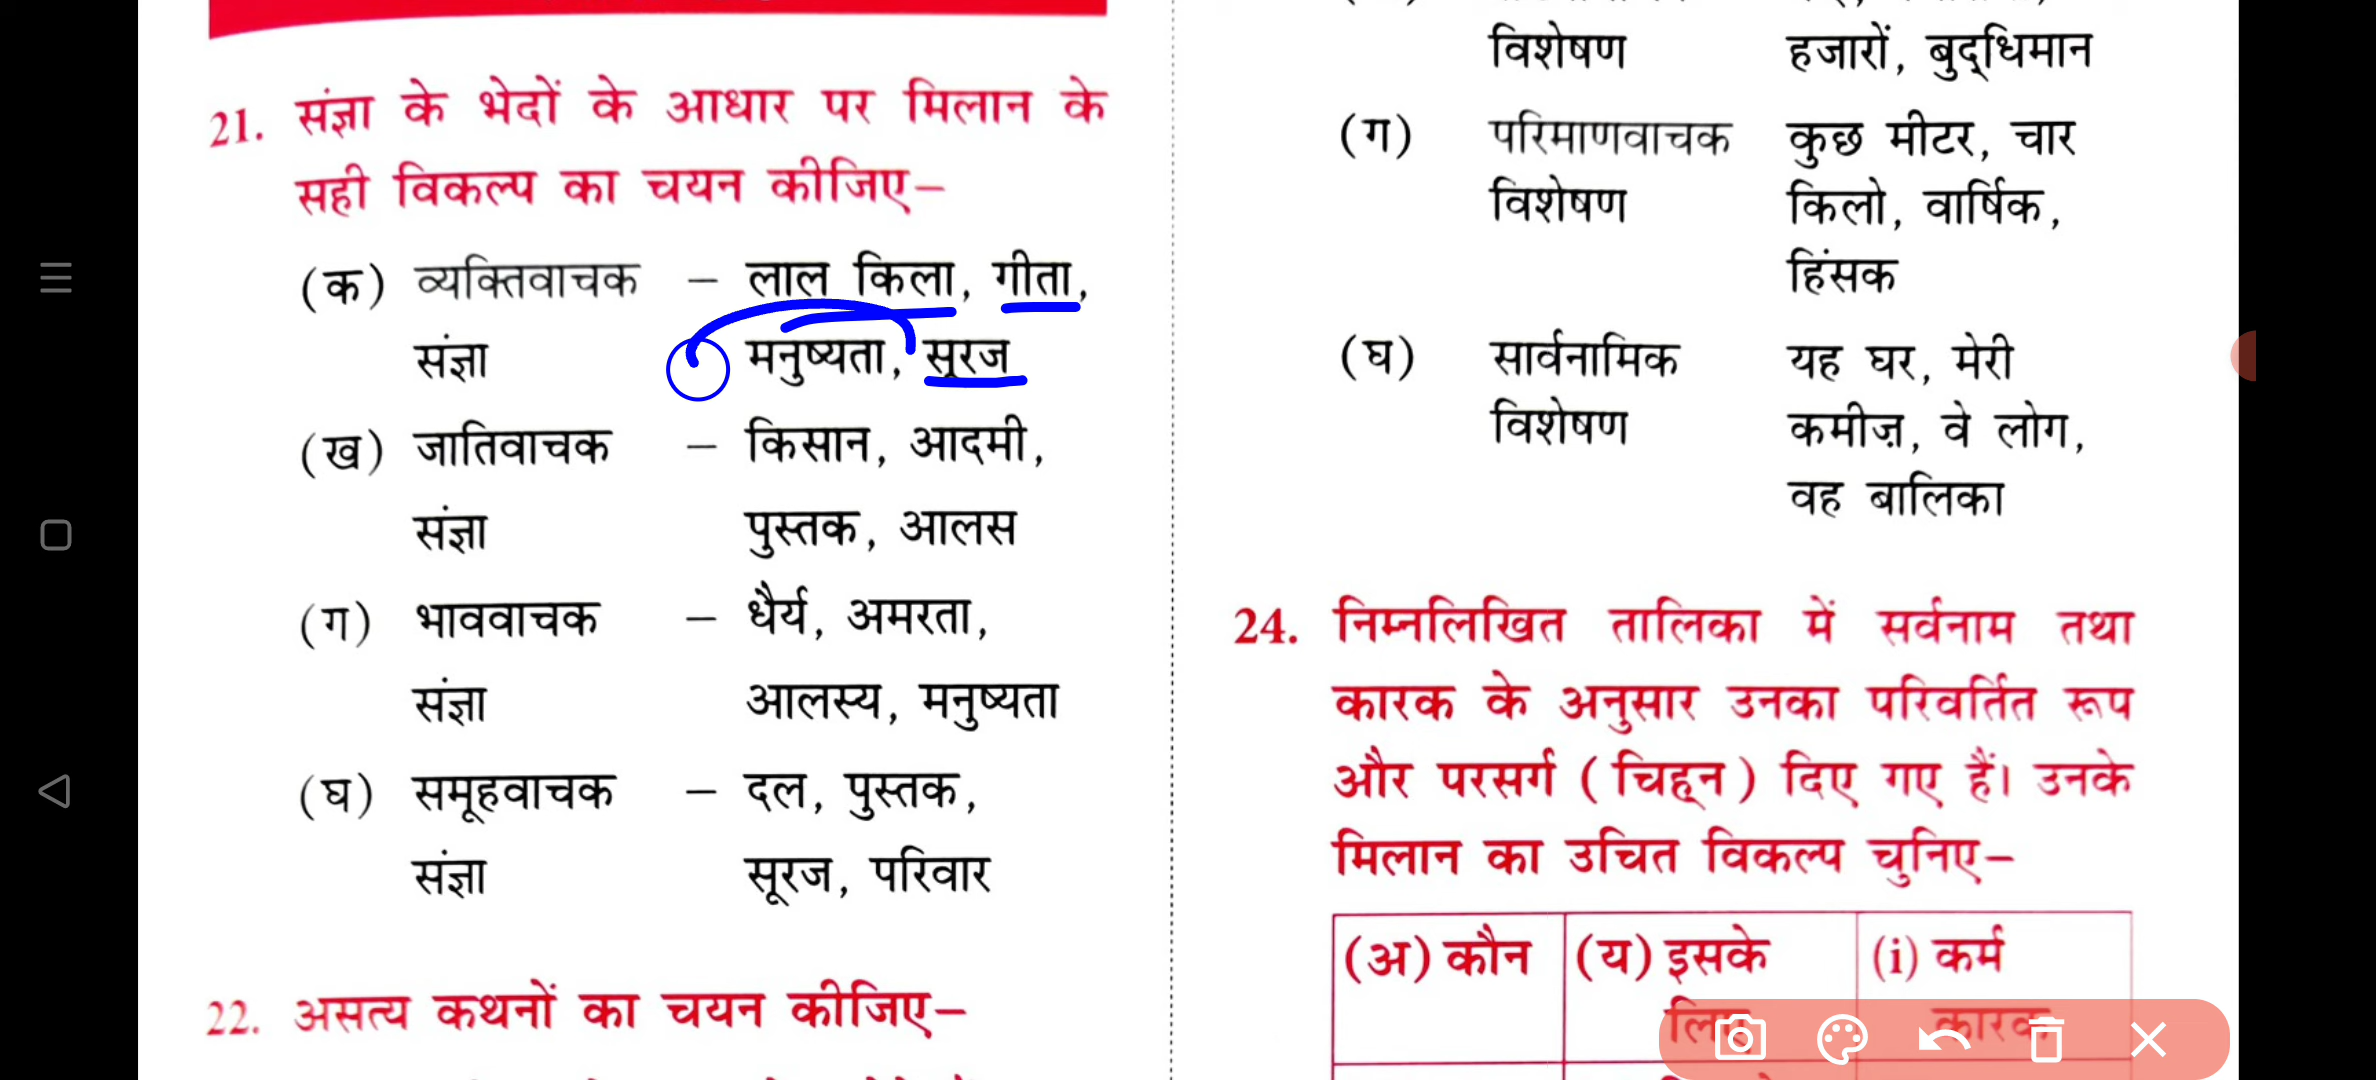 21. संज्ञा के भेदों के आधार पर मिलान के
सही विकल्प का चयन कीजिए–
(क) व्यक्तिवाचक – लाल किला, गीता,
संज्ञा मनुष्यता, सूरज
(ख) जातिवाचक – किसान, आदमी,
संज्ञा पुस्तक, आलस
(ग) भाववाचक – धैर्य, अमरता,
संज्ञा आलस्य, मनुष्यता
(घ) समूहवाचक – दल, पुस्तक,
संज्ञा सूरज, परिवार
22. असत्य कथनों का चयन कीजिए–
विशेषण हजारों, बुद्धिमान
(ग) परिमाणवाचक कुछ मीटर, चार
विशेषण किलो, वार्षिक,
हिंसक
(घ) सार्वनामिक यह घर, मेरी
विशेषण कमीज़, वे लोग,
वह बालिका
24. निम्नलिखित तालिका में सर्वनाम तथा
कारक के अनुसार उनका परिवर्तित रूप
और परसर्ग (चिह्न) दिए गए हैं। उनके
मिलान का उचित विकल्प चुनिए–
(अ) कौन (य) इसके (i) कर्म
लिए कारक